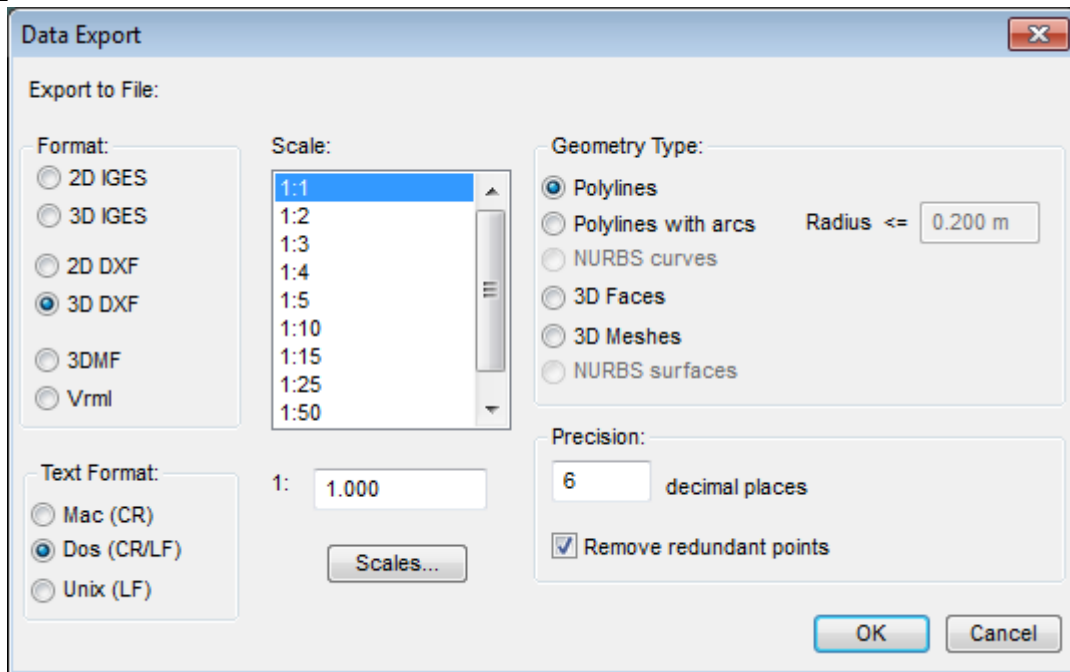 Data Export
Export to File:
Format:
2D IGES
3D IGES
2D DXF
3D DXF
3DMF
Vrml
Text Format:
Mac (CR)
Dos (CR/LF)
Unix (LF)
Scale:
1:1
1:2
1:3
1:4
1:5
1:10
1:15
1:25
1:50
1: 1.000
Scales...
Geometry Type:
Polylines
Polylines with arcs Radius <= 0.200 m
NURBS curves
3D Faces
3D Meshes
NURBS surfaces
Precision:
6 decimal places
Remove redundant points
OK Cancel